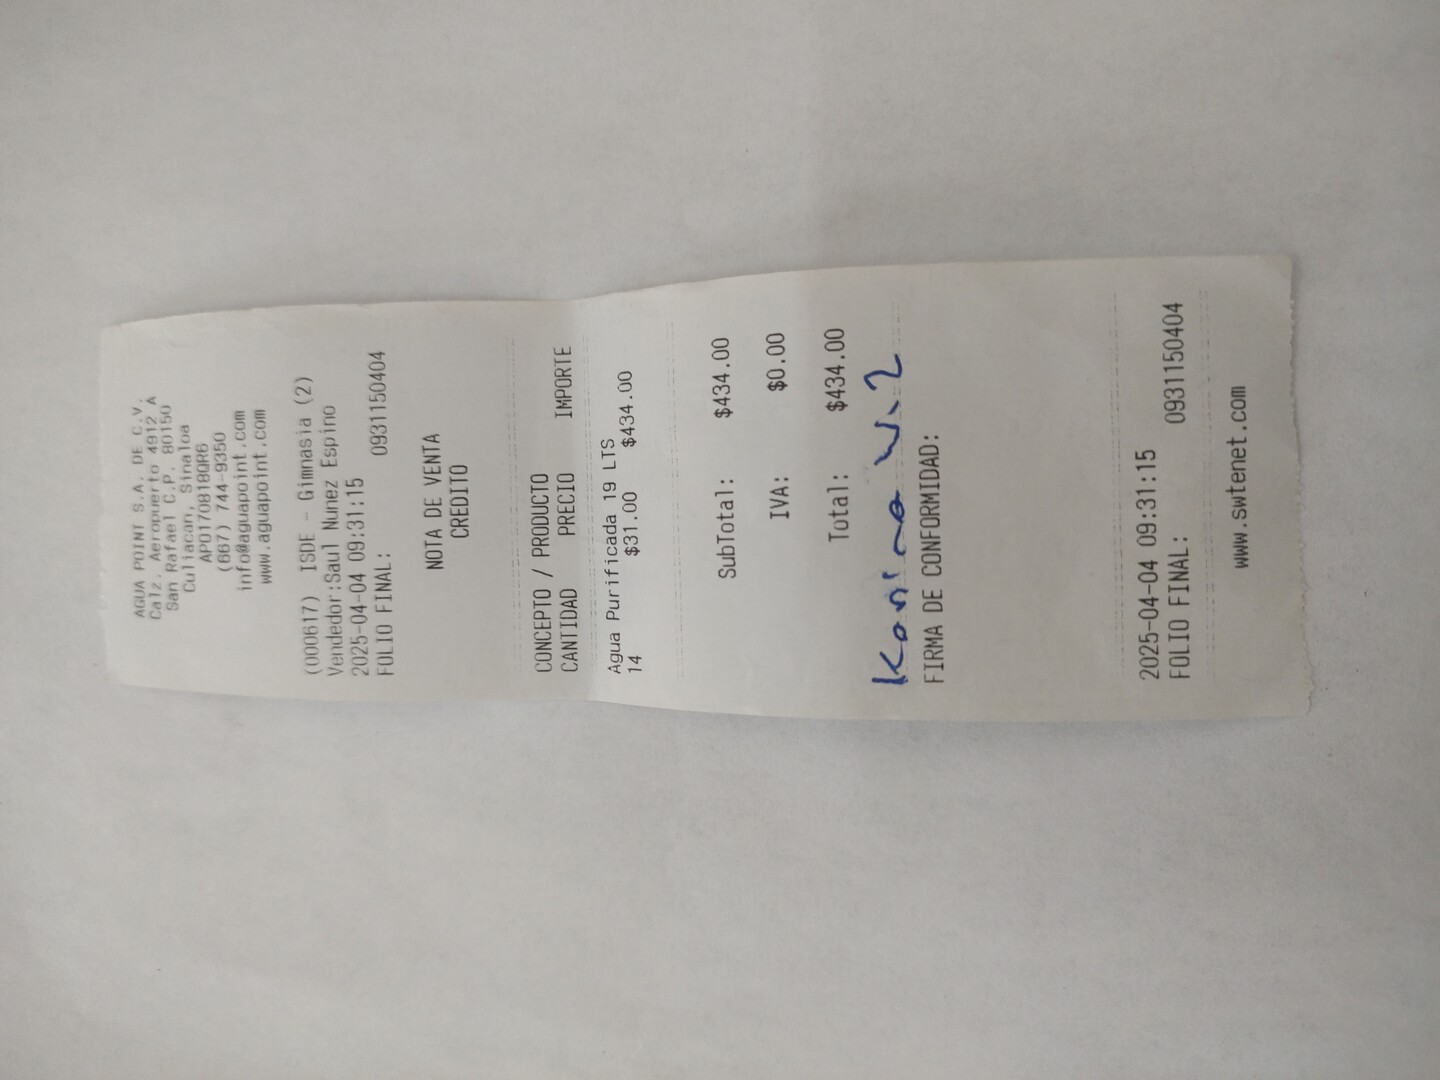 AGUA POINT S.A. DE C.V.
Calz. Aeropuerto 4912 A
San Rafael C.P. 80150
Culiacan, Sinaloa
APO170818QR6
(667) 744-9350
info@aguapoint.com
www.aguapoint.com
(000617) ISDE - Gimnasia (2)
Vendedor:Saul Nunez Espino
2025-04-04 09:31:15
FOLIO FINAL: 0931150404
NOTA DE VENTA
CREDITO
CONCEPTO / PRODUCTO
CANTIDAD PRECIO IMPORTE
Agua Purificada 19 LTS
14 $31.00 $434.00
SubTotal: $434.00
IVA: $0.00
Total: $434.00
Karina
FIRMA DE CONFORMIDAD:
2025-04-04 09:31:15
FOLIO FINAL: 0931150404
www.swtenet.com